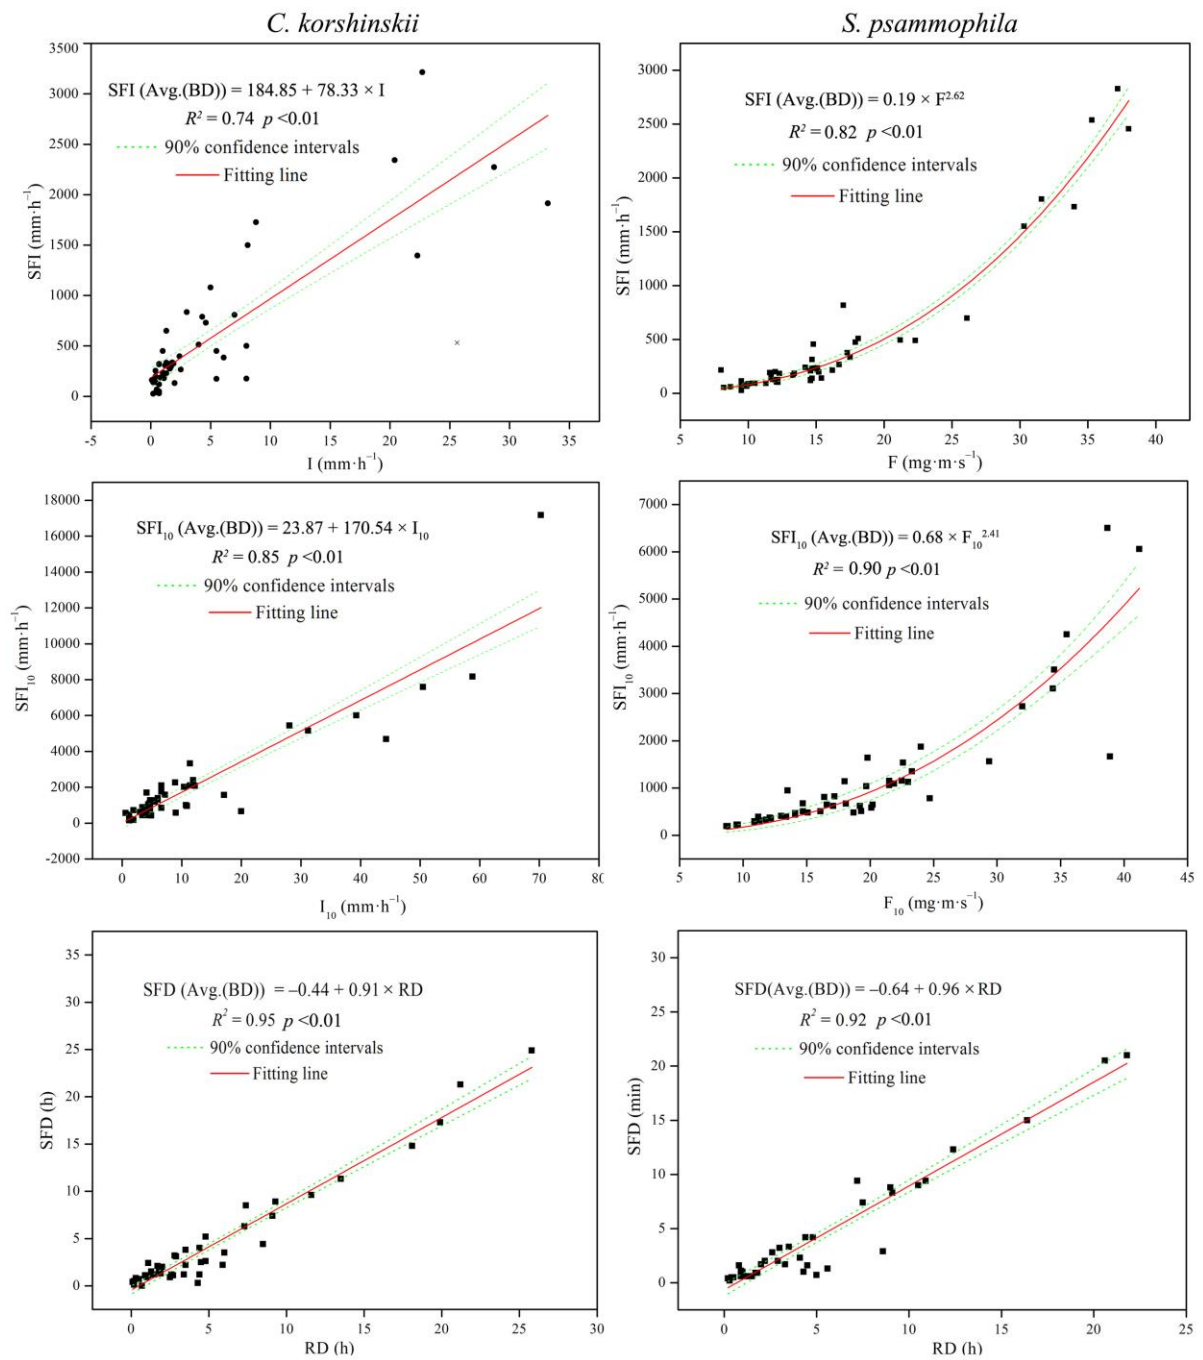 C. korshinskii
S. psammophila
3500
3000
2500
2000
1500
1000
500
0
SFI (mm·h⁻¹)
SFI (Avg.(BD)) = 184.85 + 78.33 × I
R² = 0.74 p <0.01
90% confidence intervals
Fitting line
-5 0 5 10 15 20 25 30 35
I (mm·h⁻¹)
3000
2500
2000
1500
1000
500
0
SFI (mm·h⁻¹)
SFI (Avg.(BD)) = 0.19 × F²·⁶²
R² = 0.82 p <0.01
90% confidence intervals
Fitting line
5 10 15 20 25 30 35 40
F (mg·m·s⁻¹)
18000
16000
14000
12000
10000
8000
6000
4000
2000
0
-2000
SFI₁₀ (mm·h⁻¹)
SFI₁₀ (Avg.(BD)) = 23.87 + 170.54 × I₁₀
R² = 0.85 p <0.01
90% confidence intervals
Fitting line
0 10 20 30 40 50 60 70
I₁₀ (mm·h⁻¹)
7000
6000
5000
4000
3000
2000
1000
0
SFI₁₀ (mm·h⁻¹)
SFI₁₀ (Avg.(BD)) = 0.68 × F₁₀²·⁴¹
R² = 0.90 p <0.01
90% confidence intervals
Fitting line
5 10 15 20 25 30 35 40 45
F₁₀ (mg·m·s⁻¹)
35
30
25
20
15
10
5
0
SFD (h)
SFD (Avg.(BD)) = –0.44 + 0.91 × RD
R² = 0.95 p <0.01
90% confidence intervals
Fitting line
0 5 10 15 20 25 30
RD (h)
30
25
20
15
10
5
0
SFD (min)
SFD(Avg.(BD)) = –0.64 + 0.96 × RD
R² = 0.92 p <0.01
90% confidence intervals
Fitting line
0 5 10 15 20 25
RD (h)